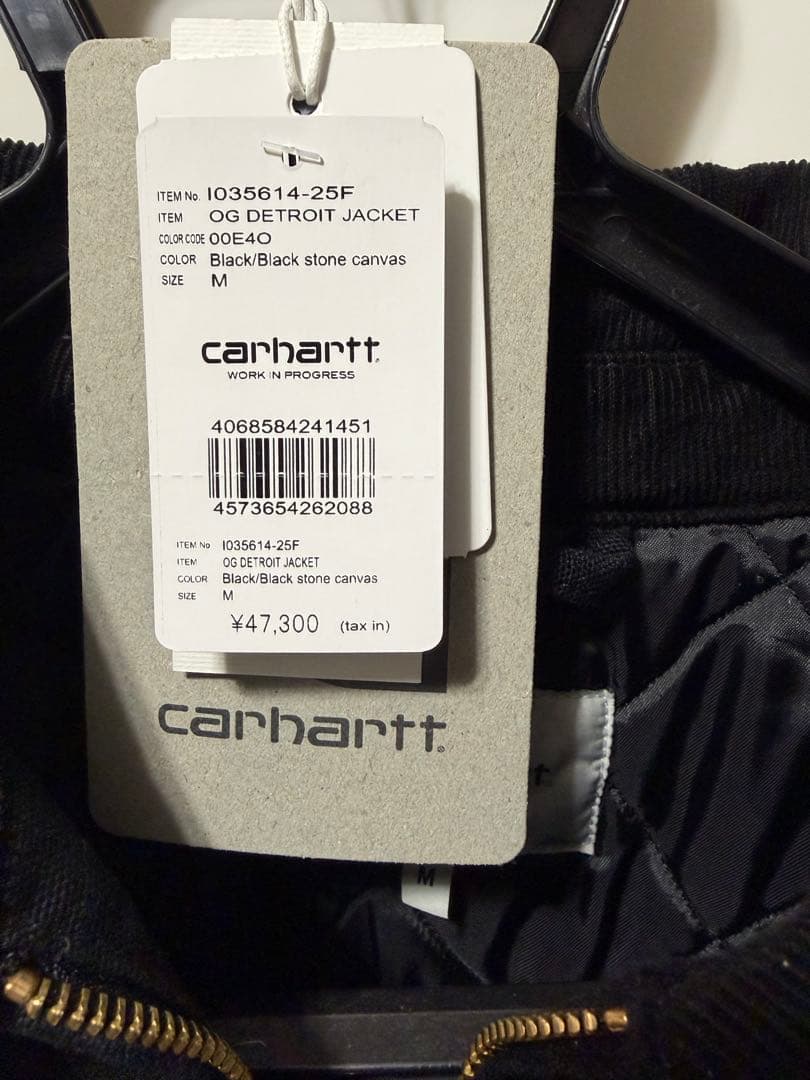 ITEM No. I035614-25F
ITEM OG DETROIT JACKET
COLOR CODE 00E4O
COLOR Black/Black stone canvas
SIZE M
carhartt.
WORK IN PROGRESS
4068584241451
4573654262088
ITEM No I035614-25F
ITEM OG DETROIT JACKET
COLOR Black/Black stone canvas
SIZE M
¥47,300 (tax in)
carhartt®
M